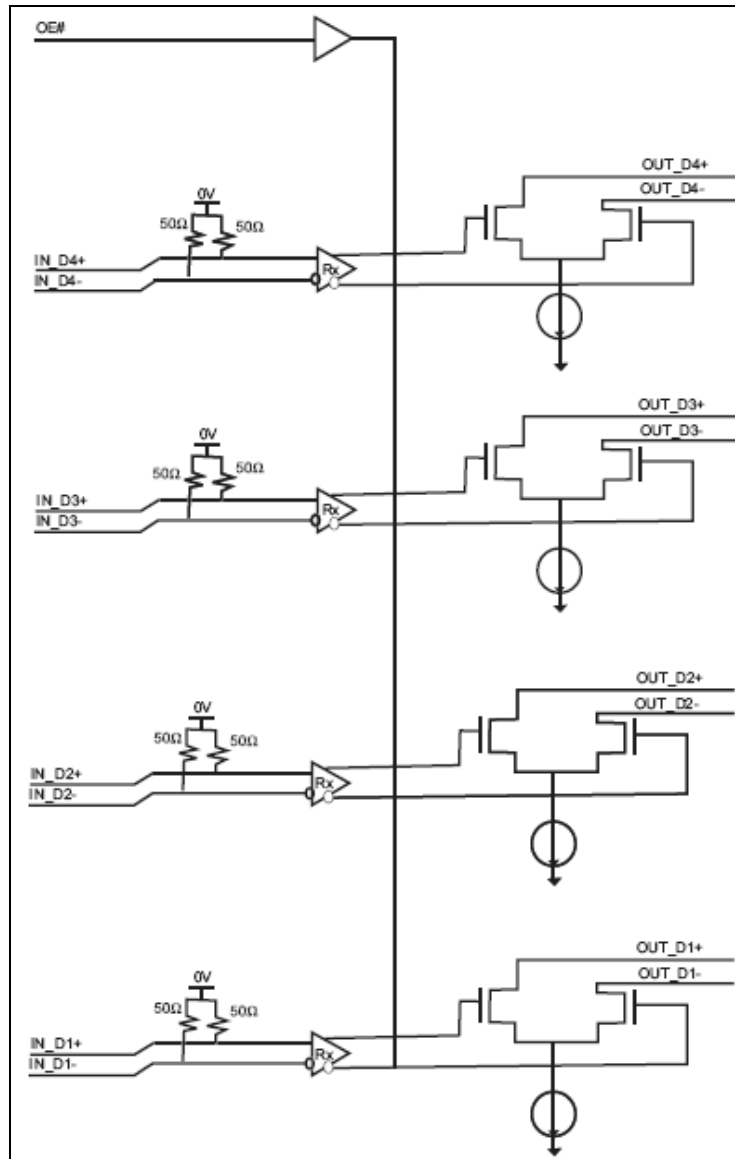 OE#
OUT_D4+
OUT_D4-
0V
50Ω 50Ω
IN_D4+
IN_D4-
Rx
OUT_D3+
OUT_D3-
0V
50Ω 50Ω
IN_D3+
IN_D3-
Rx
OUT_D2+
OUT_D2-
0V
50Ω 50Ω
IN_D2+
IN_D2-
Rx
OUT_D1+
OUT_D1-
0V
50Ω 50Ω
IN_D1+
IN_D1-
Rx